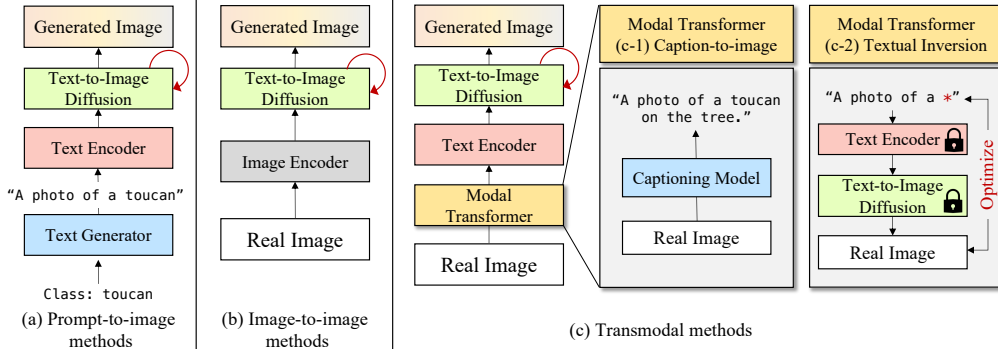 Generated Image
Text-to-Image
Diffusion
Text Encoder
“A photo of a toucan”
Text Generator
Class: toucan
(a) Prompt-to-image
methods
Generated Image
Text-to-Image
Diffusion
Image Encoder
Real Image
(b) Image-to-image
methods
Generated Image
Text-to-Image
Diffusion
Text Encoder
Modal
Transformer
Real Image
Modal Transformer
(c-1) Caption-to-image
“A photo of a toucan
on the tree.”
Captioning Model
Real Image
Modal Transformer
(c-2) Textual Inversion
“A photo of a *”
Text Encoder
Text-to-Image
Diffusion
Real Image
Optimize
(c) Transmodal methods